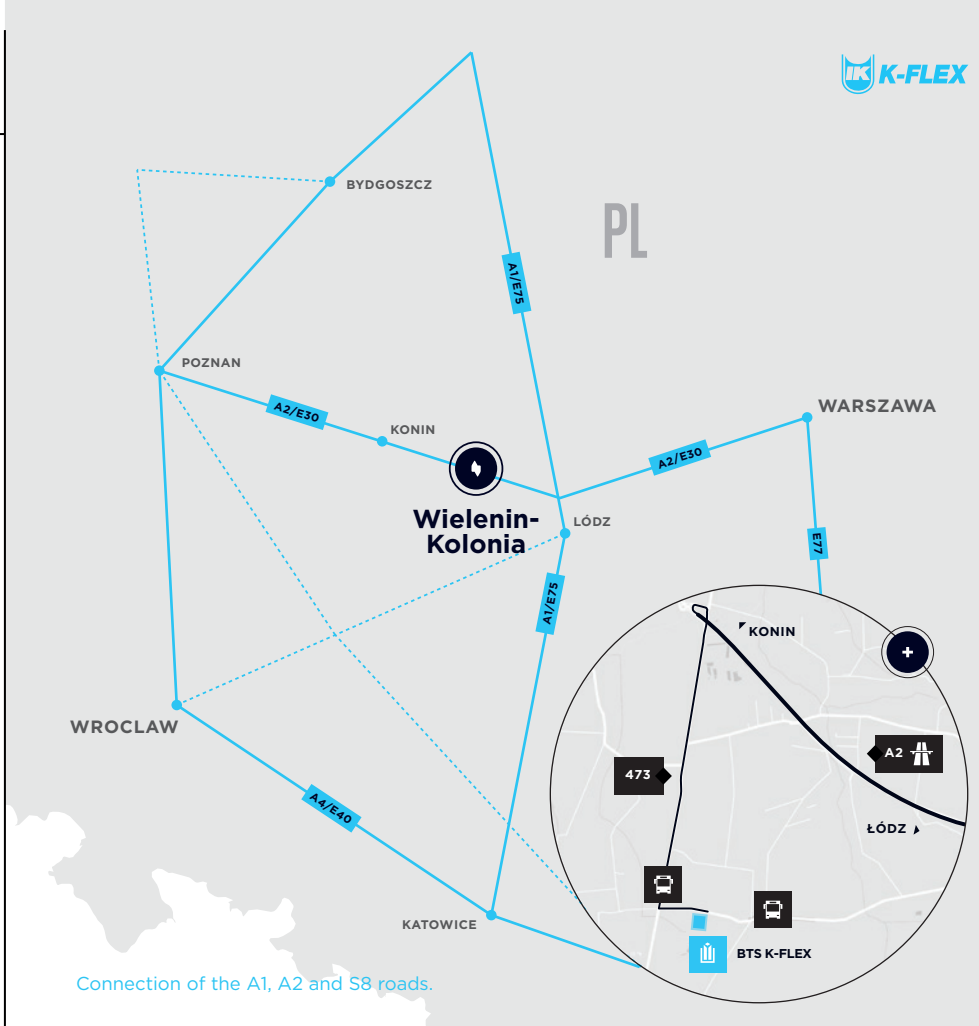 K-FLEX
BYDGOSZCZ
PL
A1/E75
POZNAN
A2/E30
KONIN
WARSZAWA
A2/E30
Wielenin-
Kolonia
LÓDZ
E77
A1/E75
KONIN
+
WROCLAW
A2
473
A4/E40
ŁÓDZ
KATOWICE
BTS K-FLEX
Connection of the A1, A2 and S8 roads.